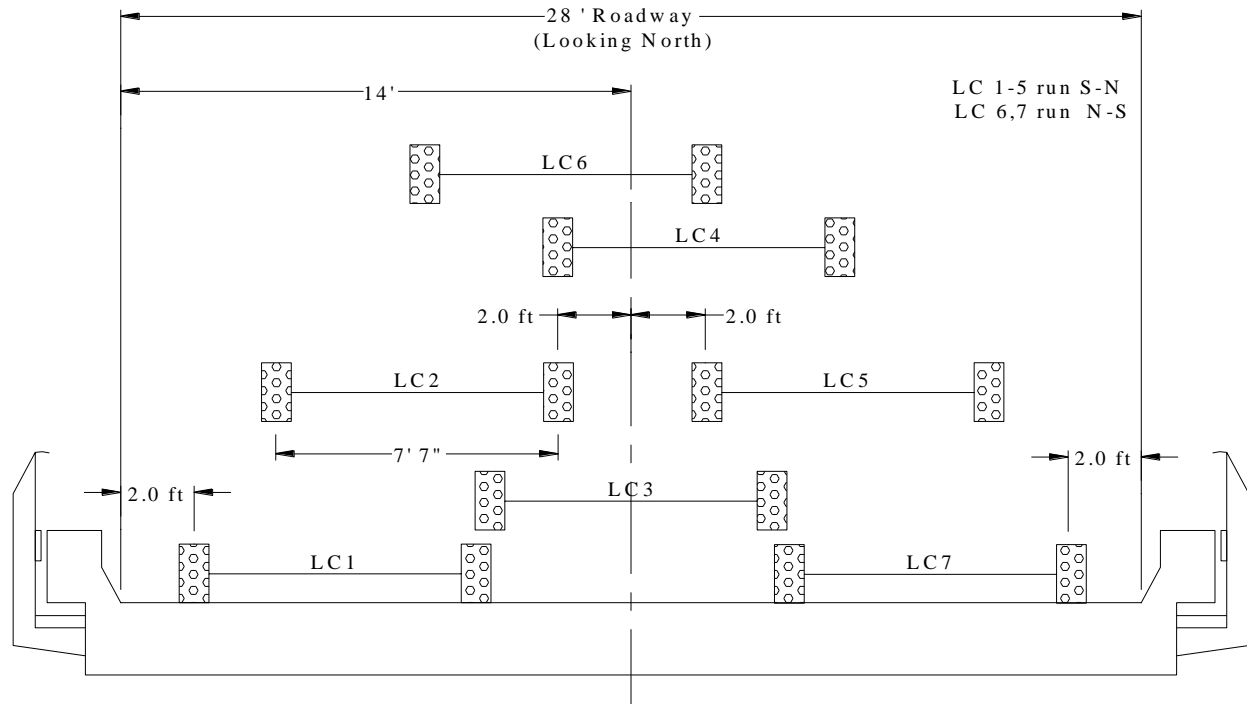 28 ' Roadway
(Looking North)
14'
LC 1-5 run S-N
LC 6,7 run N-S
LC6
LC4
2.0 ft
2.0 ft
LC2
LC5
7' 7"
2.0 ft
2.0 ft
LC3
LC1
LC7